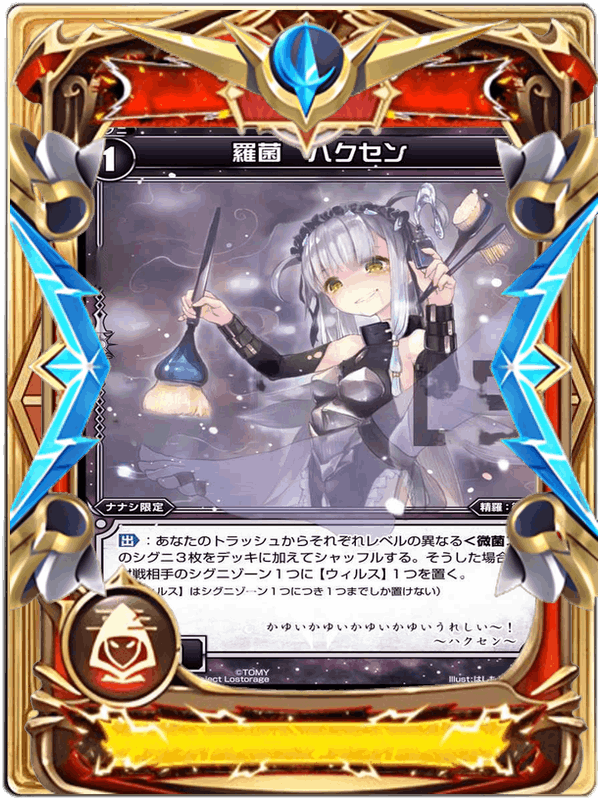 1
羅菌 ハクセン
ナナシ限定
精羅:
出:あなたのトラッシュからそれぞれレベルの異なる<微菌
のシグニ3枚をデッキに加えてシャッフルする。そうした場合
戦相手のシグニゾーン1つに【ウィルス】1つを置く。
ルス】はシグニゾーン1つにつき1つまでしか置けない)
かゆいかゆいかゆいかゆいうれしい~!
~ハクセン~
©TOMY
ject Lostorage
Illust:はしも